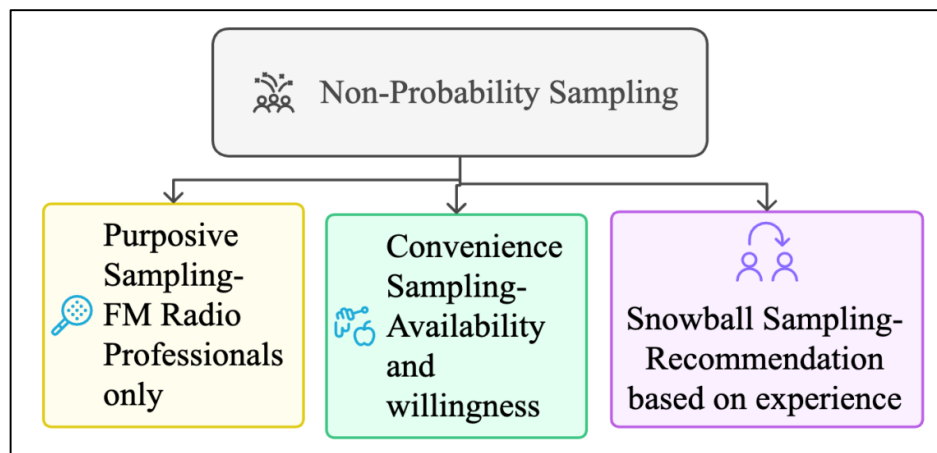 Non-Probability Sampling
Purposive
Sampling-
FM Radio
Professionals
only
Convenience
Sampling-
Availability
and
willingness
Snowball Sampling-
Recommendation
based on experience